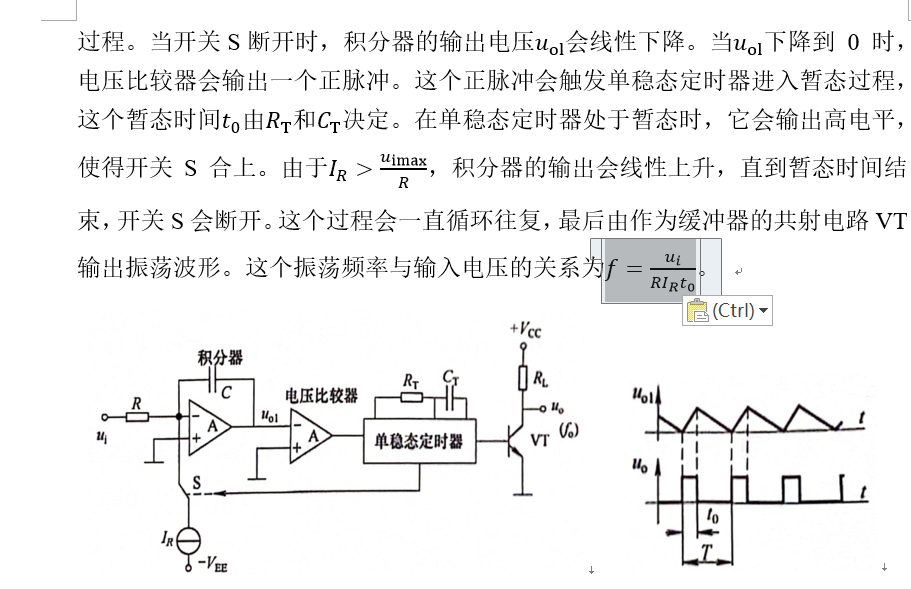 过程。当开关 S 断开时，积分器的输出电压u_o1会线性下降。当u_o1下降到 0 时，
电压比较器会输出一个正脉冲。这个正脉冲会触发单稳态定时器进入暂态过程，
这个暂态时间t_0由R_T和C_T决定。在单稳态定时器处于暂态时，它会输出高电平，
使得开关 S 合上。由于I_R > u_imax/R，积分器的输出会线性上升，直到暂态时间结
束，开关 S 会断开。这个过程会一直循环往复，最后由作为缓冲器的共射电路 VT
输出振荡波形。这个振荡频率与输入电压的关系为f = u_i/(RI_Rt_0)。
(Ctrl)
+V_CC
积分器
C
R
u_i
A
−
+
u_o1
电压比较器
A
−
+
R_T
C_T
单稳态定时器
R_L
u_o
(f_o)
VT
S
I_R
-V_EE
u_o1
t
u_o
t
t_0
T